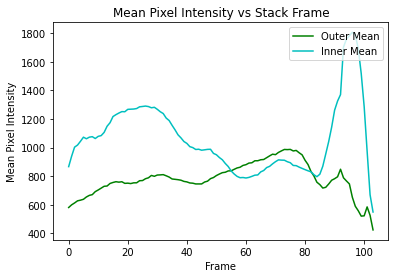 Mean Pixel Intensity vs Stack Frame
Outer Mean
Inner Mean
Mean Pixel Intensity
1800
1600
1400
1200
1000
800
600
400
0
20
40
60
80
100
Frame